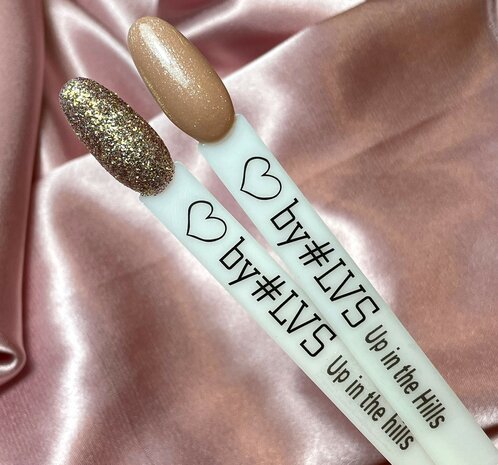 by#LVS Up in the Hills
by#LVS Up in the hills